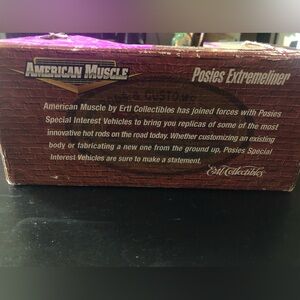 AMERICAN MUSCLE
Posies Extremeliner
American Muscle by Ertl Collectibles has joined forces with Posies
Special Interest Vehicles to bring you replicas of some of the most
innovative hot rods on the road today. Whether customizing an existing
body or fabricating a new one from the ground up, Posies Special
Interest Vehicles are sure to make a statement.
Ertl Collectibles